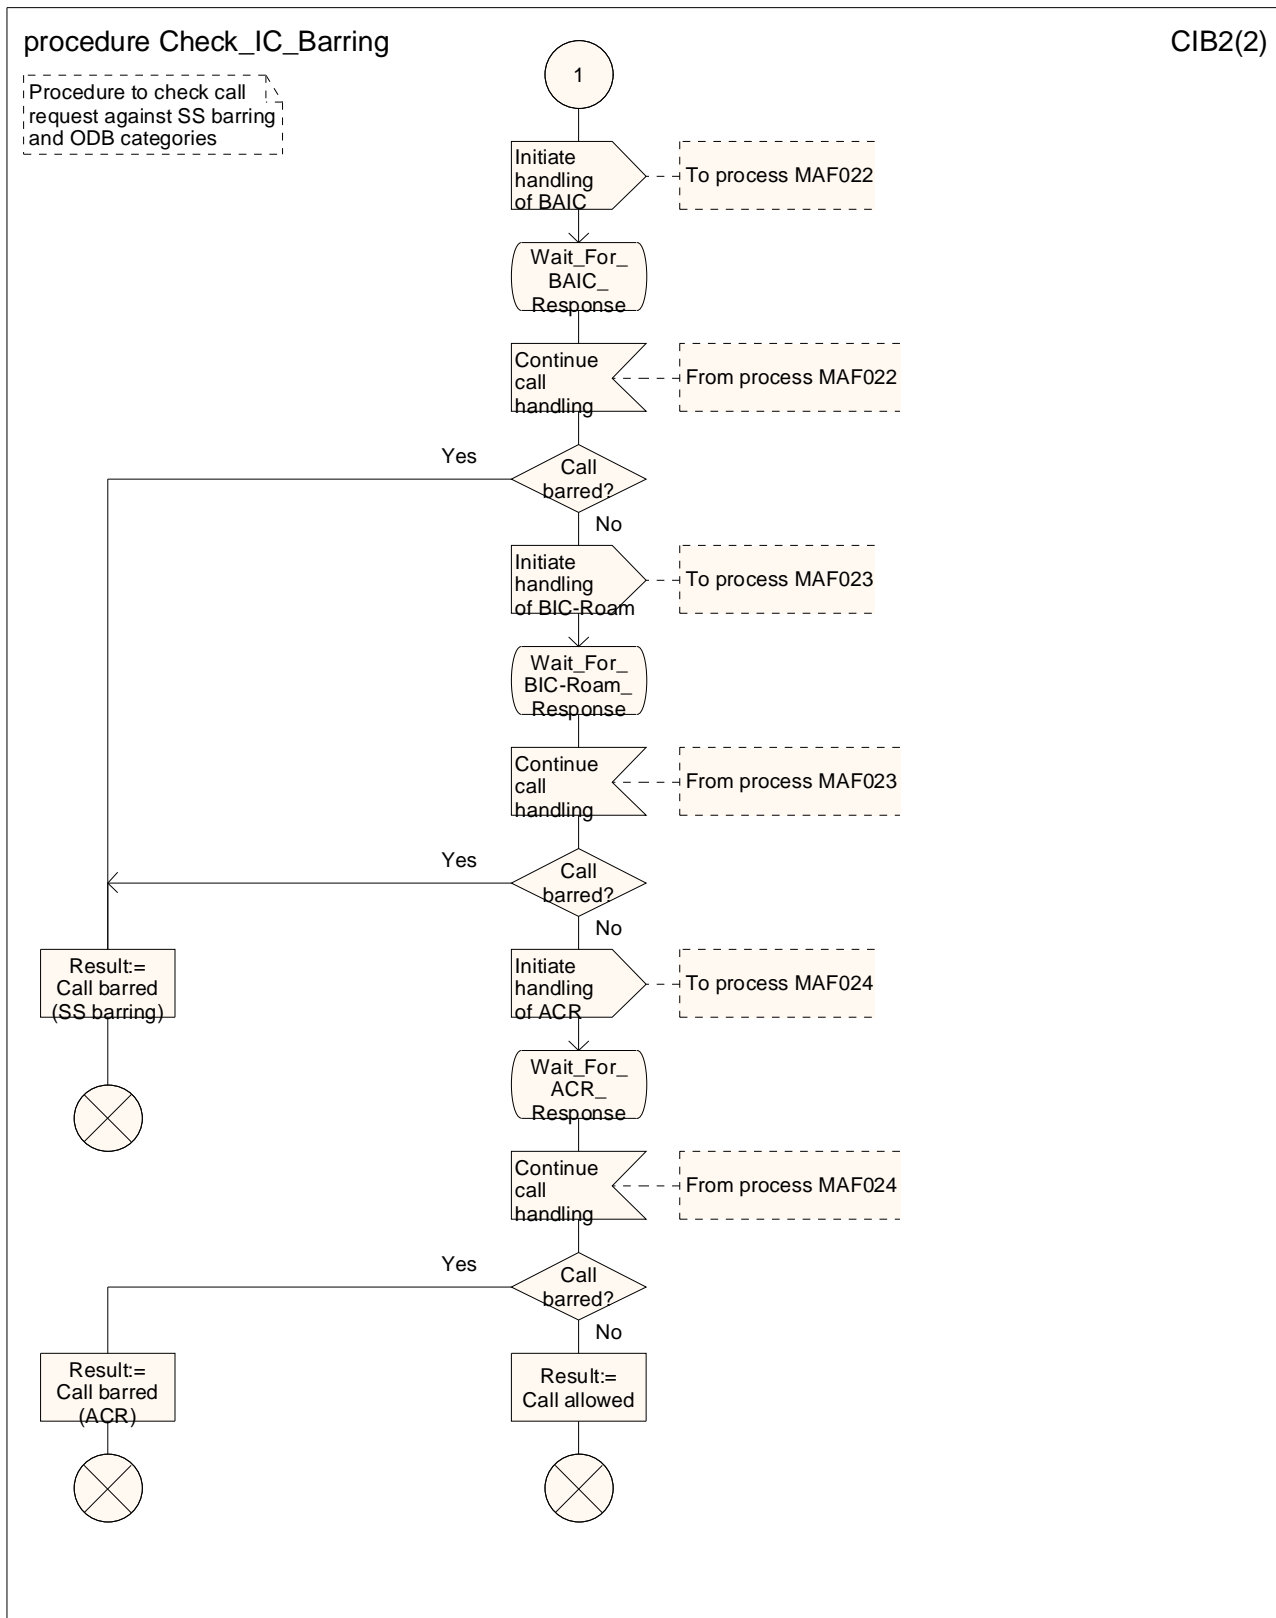 procedure Check_IC_Barring
CIB2(2)
Procedure to check call
request against SS barring
and ODB categories
1
Initiate
handling
of BAIC
To process MAF022
Wait_For_
BAIC_
Response
Continue
call
handling
From process MAF022
Yes
Call
barred?
No
Initiate
handling
of BIC-Roam
To process MAF023
Wait_For_
BIC-Roam_
Response
Continue
call
handling
From process MAF023
Yes
Call
barred?
No
Result:=
Call barred
(SS barring)
Initiate
handling
of ACR
To process MAF024
Wait_For_
ACR_
Response
Continue
call
handling
From process MAF024
Yes
Call
barred?
No
Result:=
Call barred
(ACR)
Result:=
Call allowed